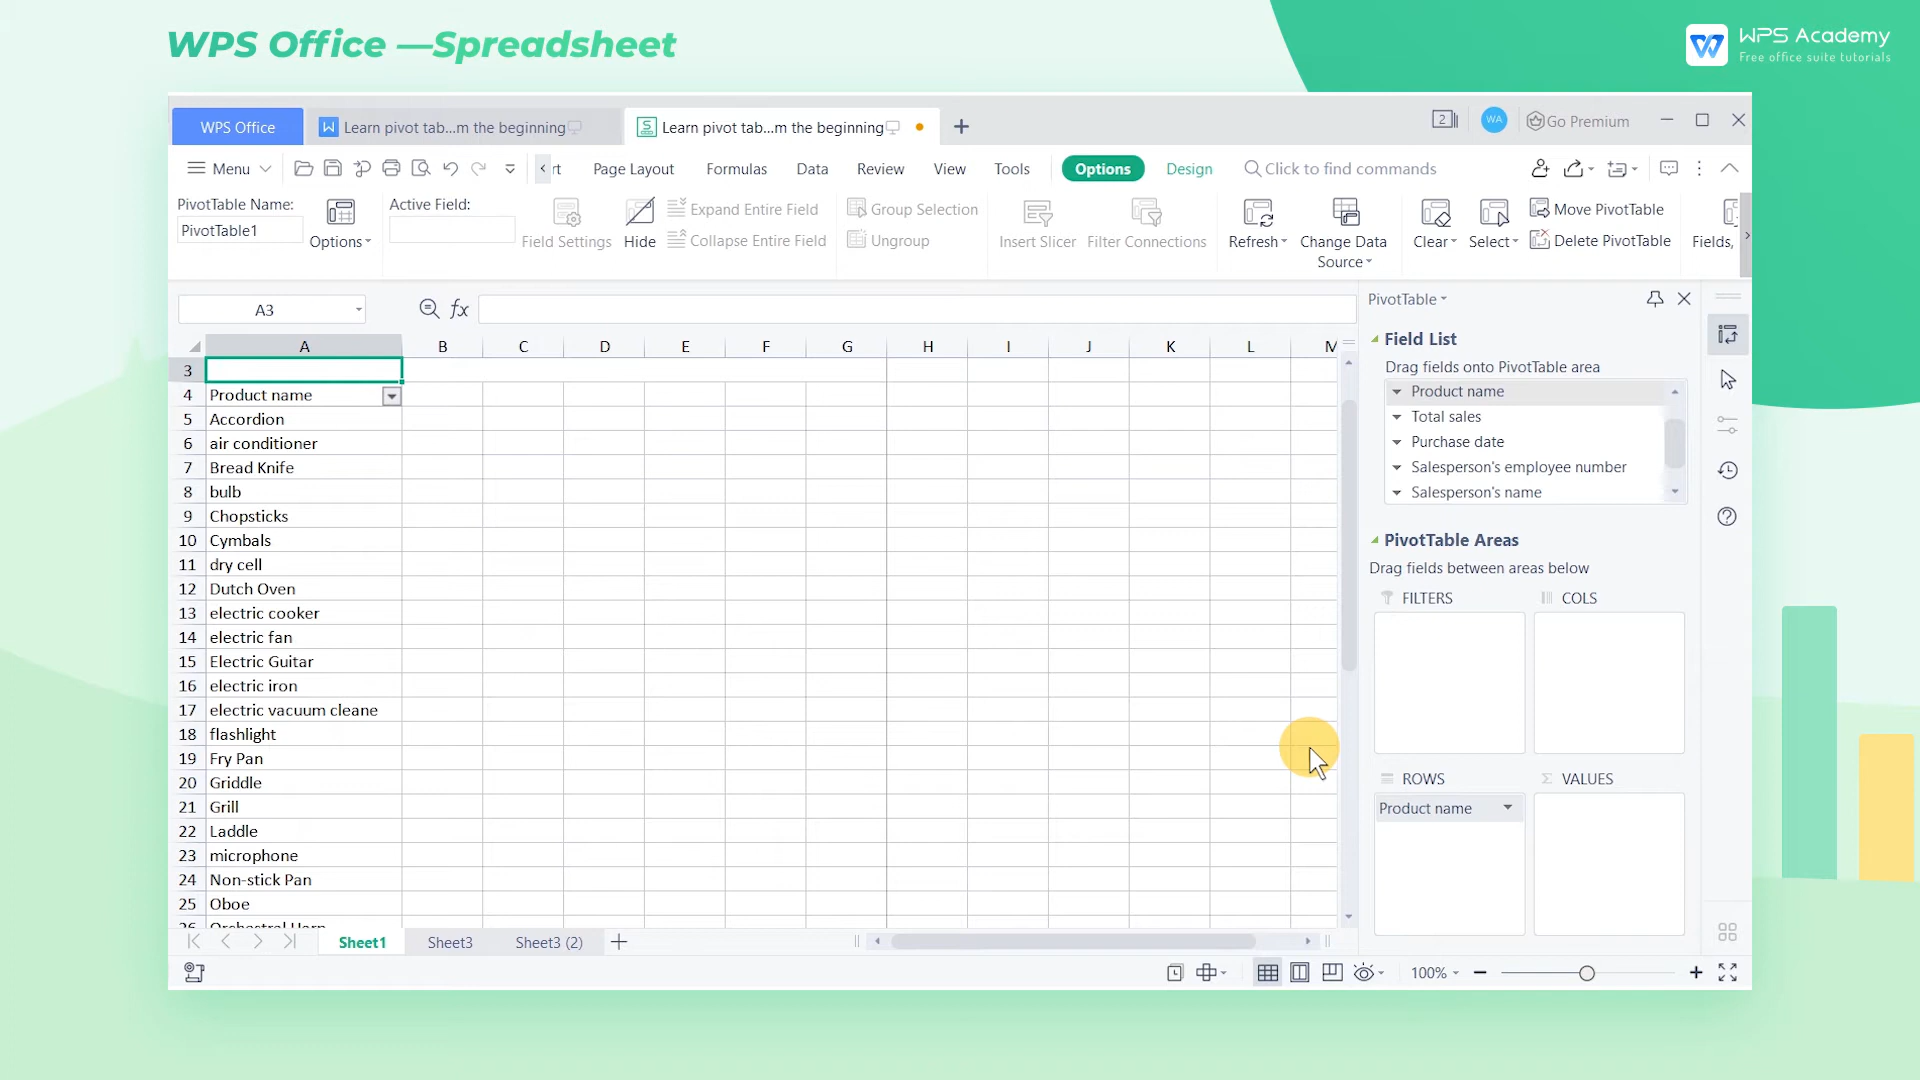 WPS Office —Spreadsheet
WPS Academy
Free office suite tutorials
WPS Office
Learn pivot tab...m the beginning
Learn pivot tab...m the beginning
2
WA
Go Premium
Menu
rt
Page Layout
Formulas
Data
Review
View
Tools
Options
Design
Click to find commands
PivotTable Name:
PivotTable1
Options
Active Field:
Field Settings
Hide
Expand Entire Field
Collapse Entire Field
Group Selection
Ungroup
Insert Slicer
Filter Connections
Refresh
Change Data
Source
Clear
Select
Move PivotTable
Delete PivotTable
Fields,
A3
fx
A B C D E F G H I J K L M
3
4 Product name
5 Accordion
6 air conditioner
7 Bread Knife
8 bulb
9 Chopsticks
10 Cymbals
11 dry cell
12 Dutch Oven
13 electric cooker
14 electric fan
15 Electric Guitar
16 electric iron
17 electric vacuum cleane
18 flashlight
19 Fry Pan
20 Griddle
21 Grill
22 Laddle
23 microphone
24 Non-stick Pan
25 Oboe
26 Orchestral Horn
PivotTable
Field List
Drag fields onto PivotTable area
Product name
Total sales
Purchase date
Salesperson's employee number
Salesperson's name
PivotTable Areas
Drag fields between areas below
FILTERS
COLS
ROWS
Σ VALUES
Product name
Sheet1
Sheet3
Sheet3 (2)
100%